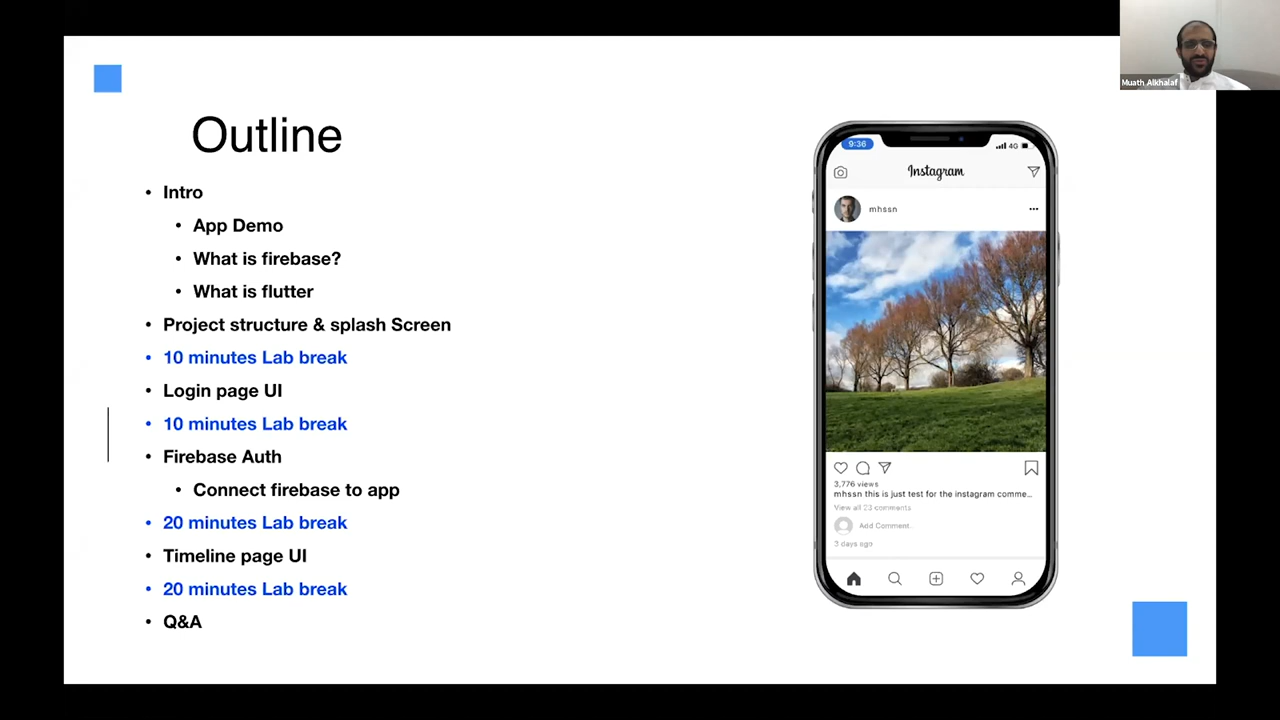 Muath Alkhalaf
Outline
• Intro
• App Demo
• What is firebase?
• What is flutter
• Project structure & splash Screen
• 10 minutes Lab break
• Login page UI
• 10 minutes Lab break
• Firebase Auth
• Connect firebase to app
• 20 minutes Lab break
• Timeline page UI
• 20 minutes Lab break
• Q&A
9:36
4G
Instagram
mhssn
3,776 views
mhssn this is just test for the instagram comme...
View all 23 comments
Add Comment..
3 days ago